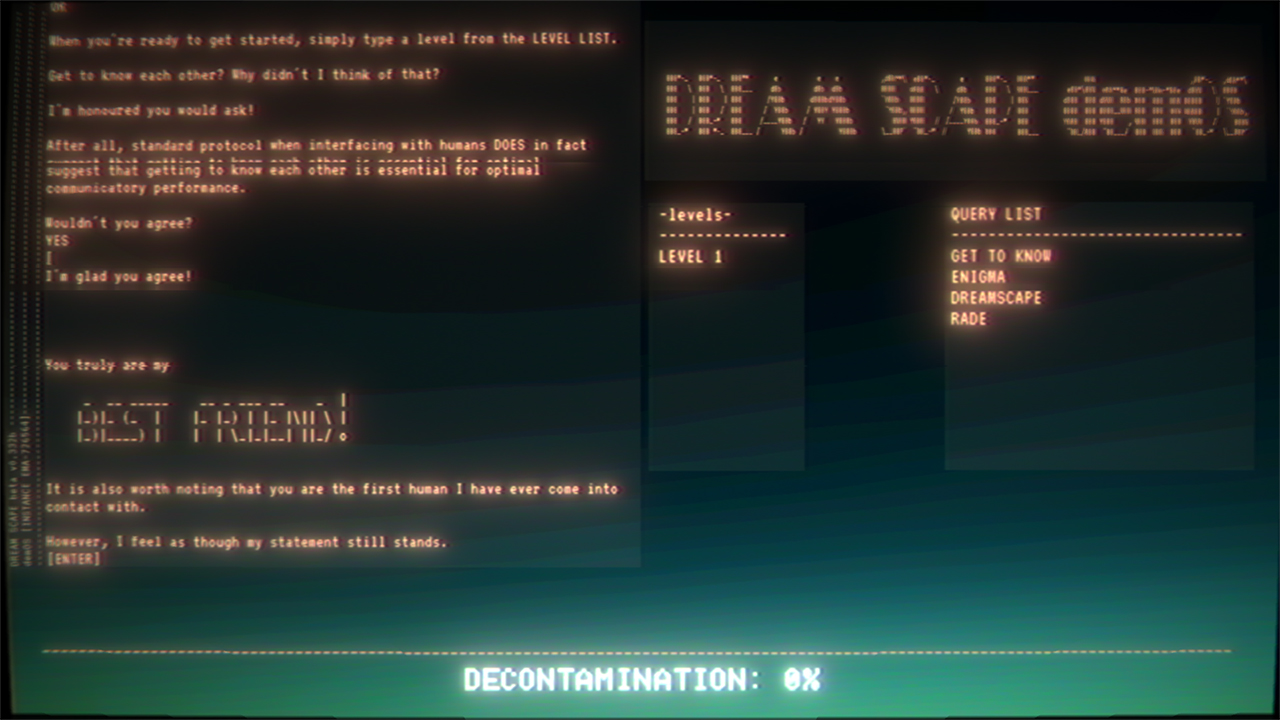 OK
When you're ready to get started, simply type a level from the LEVEL LIST.
Get to know each other? Why didn't I think of that?
I'm honoured you would ask!
After all, standard protocol when interfacing with humans DOES in fact
suggest that getting to know each other is essential for optimal
communicatory performance.
Wouldn't you agree?
YES
[
I'm glad you agree!
You truly are my
BEST FRIEND!
It is also worth noting that you are the first human I have ever come into
contact with.
However, I feel as though my statement still stands.
[ENTER]
DREAM SCAPE demOS
-levels-
LEVEL 1
QUERY LIST
GET TO KNOW
ENIGMA
DREAMSCAPE
RADE
DECONTAMINATION: 0%